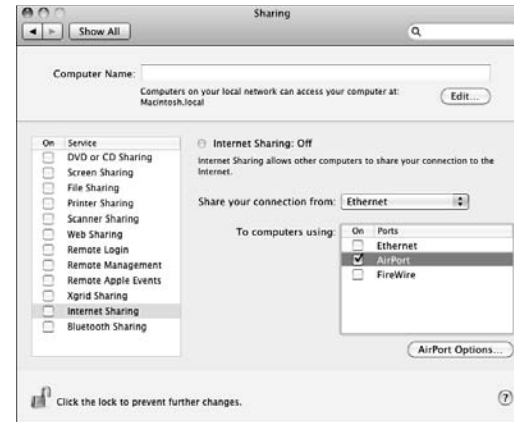 Sharing
Show All
Computer Name:
Computers on your local network can access your computer at:
Macintosh.local
Edit...
On Service
DVD or CD Sharing
Screen Sharing
File Sharing
Printer Sharing
Scanner Sharing
Web Sharing
Remote Login
Remote Management
Remote Apple Events
Xgrid Sharing
Internet Sharing
Bluetooth Sharing
Internet Sharing: Off
Internet Sharing allows other computers to share your connection to the
Internet.
Share your connection from: Ethernet
To computers using:
On Ports
Ethernet
AirPort
FireWire
AirPort Options...
Click the lock to prevent further changes.
?